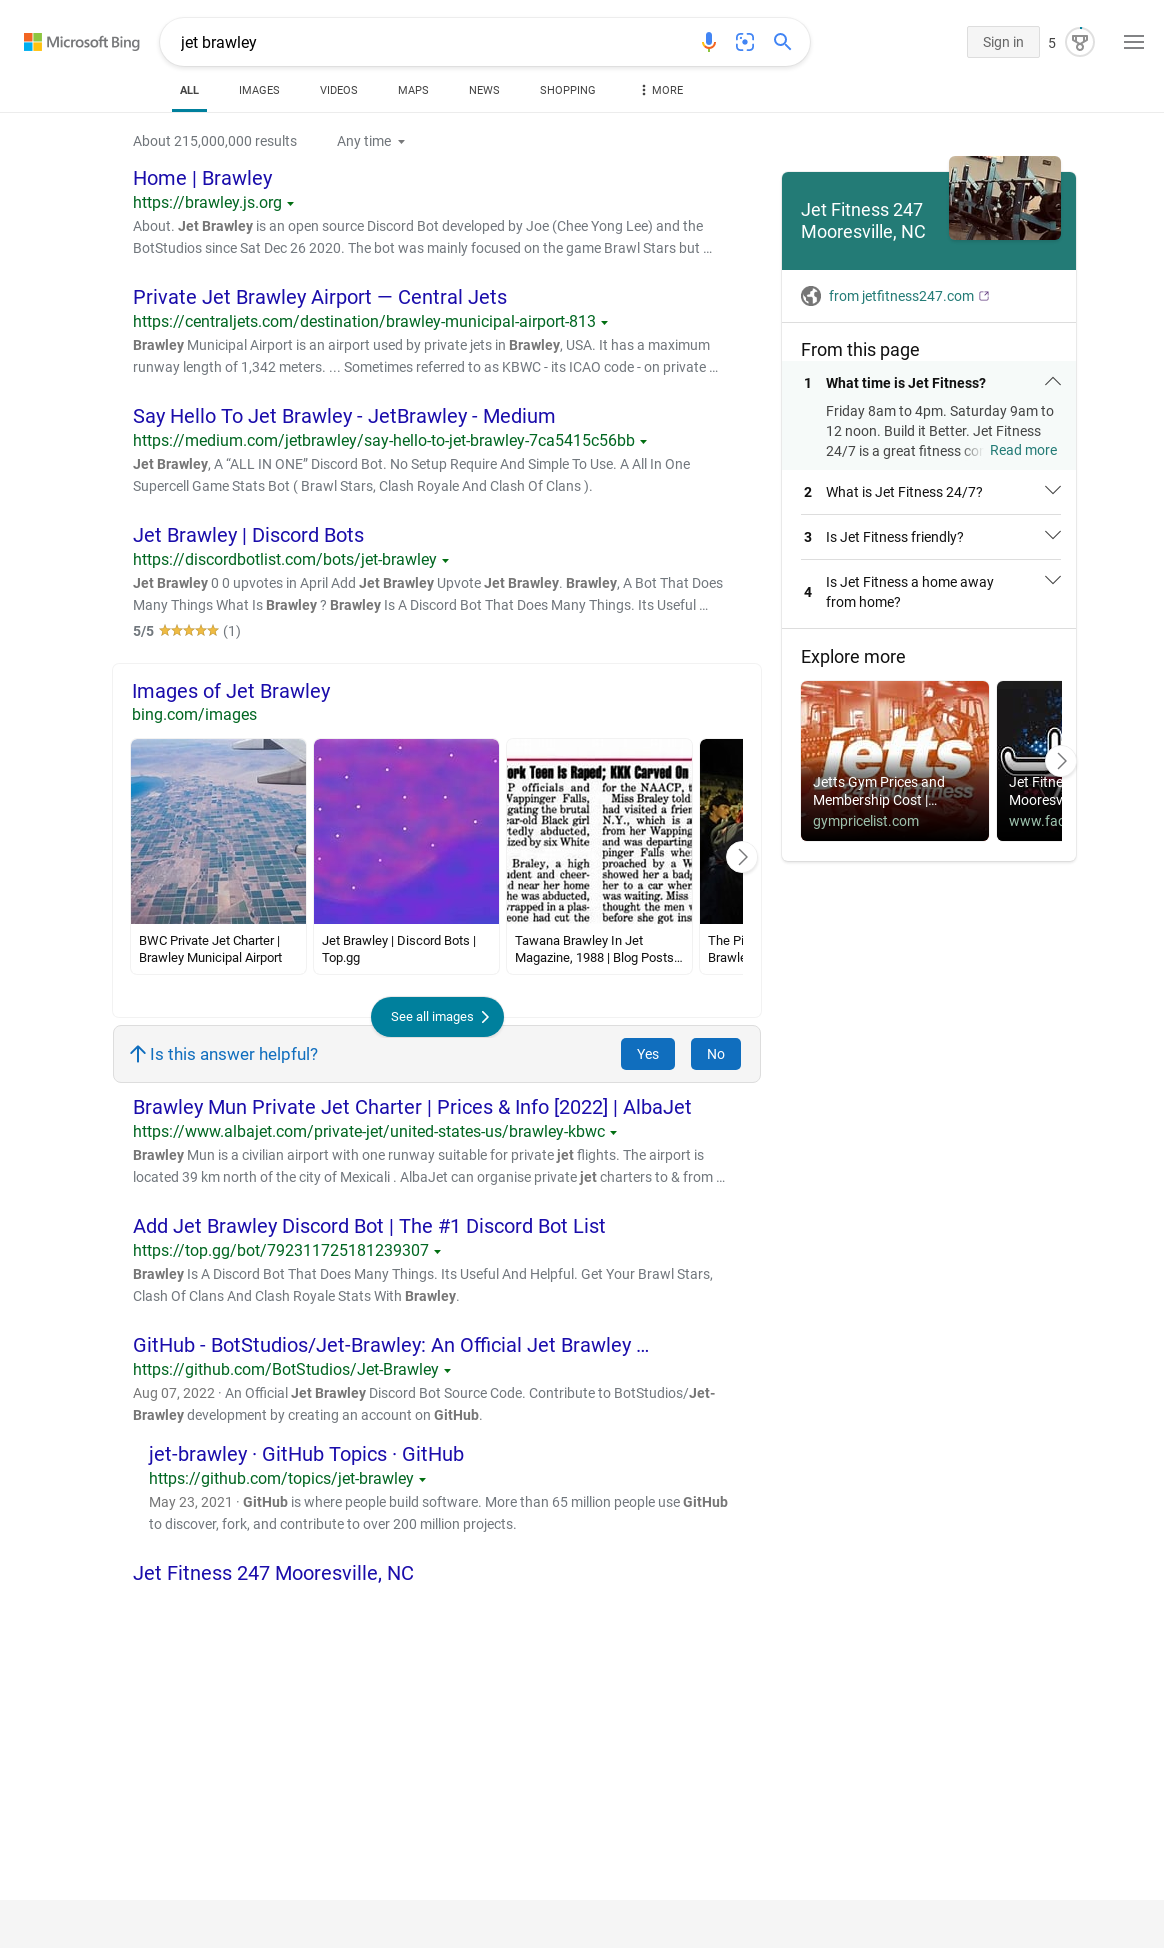 Microsoft Bing
jet brawley
Sign in
5
ALL
IMAGES
VIDEOS
MAPS
NEWS
SHOPPING
MORE
About 215,000,000 results
Any time
Home | Brawley
https://brawley.js.org
About. Jet Brawley is an open source Discord Bot developed by Joe (Chee Yong Lee) and the
BotStudios since Sat Dec 26 2020. The bot was mainly focused on the game Brawl Stars but ...
Private Jet Brawley Airport — Central Jets
https://centraljets.com/destination/brawley-municipal-airport-813
Brawley Municipal Airport is an airport used by private jets in Brawley, USA. It has a maximum
runway length of 1,342 meters. ... Sometimes referred to as KBWC - its ICAO code - on private ...
Say Hello To Jet Brawley - JetBrawley - Medium
https://medium.com/jetbrawley/say-hello-to-jet-brawley-7ca5415c56bb
Jet Brawley, A “ALL IN ONE” Discord Bot. No Setup Require And Simple To Use. A All In One
Supercell Game Stats Bot ( Brawl Stars, Clash Royale And Clash Of Clans ).
Jet Brawley | Discord Bots
https://discordbotlist.com/bots/jet-brawley
Jet Brawley 0 0 upvotes in April Add Jet Brawley Upvote Jet Brawley. Brawley, A Bot That Does
Many Things What Is Brawley ? Brawley Is A Discord Bot That Does Many Things. Its Useful ...
5/5 (1)
Images of Jet Brawley
bing.com/images
ork Teen Is Raped; KKK Carved On
P officials and
Wappinger Falls,
gating the brutal
ear-old Black girl
rtedly abducted,
ized by six White
Braley, a high
udent and cheer-
d near her home
he was abducted,
wrapped in a plas-
eone had cut the
for the NAACP, t
Miss Braley told
had visited a frien
N.Y., which is a
from her Wapping
and was departing
pinger Falls whe
proached by a W
showed her a badg
her to a car when
was waiting. Miss
thought the men w
before she got ins
BWC Private Jet Charter |
Brawley Municipal Airport
Jet Brawley | Discord Bots |
Top.gg
Tawana Brawley In Jet
Magazine, 1988 | Blog Posts...
The Pi
Brawle
See all images
Is this answer helpful?
Yes
No
Brawley Mun Private Jet Charter | Prices & Info [2022] | AlbaJet
https://www.albajet.com/private-jet/united-states-us/brawley-kbwc
Brawley Mun is a civilian airport with one runway suitable for private jet flights. The airport is
located 39 km north of the city of Mexicali . AlbaJet can organise private jet charters to & from ...
Add Jet Brawley Discord Bot | The #1 Discord Bot List
https://top.gg/bot/792311725181239307
Brawley Is A Discord Bot That Does Many Things. Its Useful And Helpful. Get Your Brawl Stars,
Clash Of Clans And Clash Royale Stats With Brawley.
GitHub - BotStudios/Jet-Brawley: An Official Jet Brawley ...
https://github.com/BotStudios/Jet-Brawley
Aug 07, 2022 · An Official Jet Brawley Discord Bot Source Code. Contribute to BotStudios/Jet-
Brawley development by creating an account on GitHub.
jet-brawley · GitHub Topics · GitHub
https://github.com/topics/jet-brawley
May 23, 2021 · GitHub is where people build software. More than 65 million people use GitHub
to discover, fork, and contribute to over 200 million projects.
Jet Fitness 247 Mooresville, NC
Jet Fitness 247
Mooresville, NC
from jetfitness247.com
From this page
1 What time is Jet Fitness?
Friday 8am to 4pm. Saturday 9am to
12 noon. Build it Better. Jet Fitness
24/7 is a great fitness co Read more
2 What is Jet Fitness 24/7?
3 Is Jet Fitness friendly?
4 Is Jet Fitness a home away
from home?
Explore more
jetts
24 hour fitness
Jetts Gym Prices and
Membership Cost |...
gympricelist.com
Jet Fitne
Mooresv
www.fac